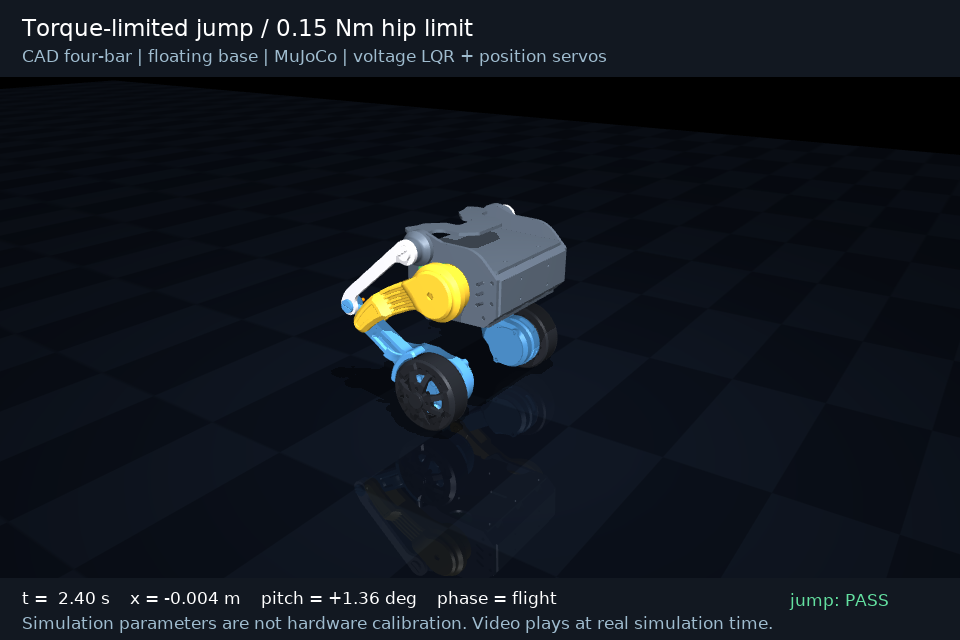 Torque-limited jump / 0.15 Nm hip limit
CAD four-bar | floating base | MuJoCo | voltage LQR + position servos
t =  2.40 s    x = -0.004 m    pitch = +1.36 deg    phase = flight    jump: PASS
Simulation parameters are not hardware calibration. Video plays at real simulation time.